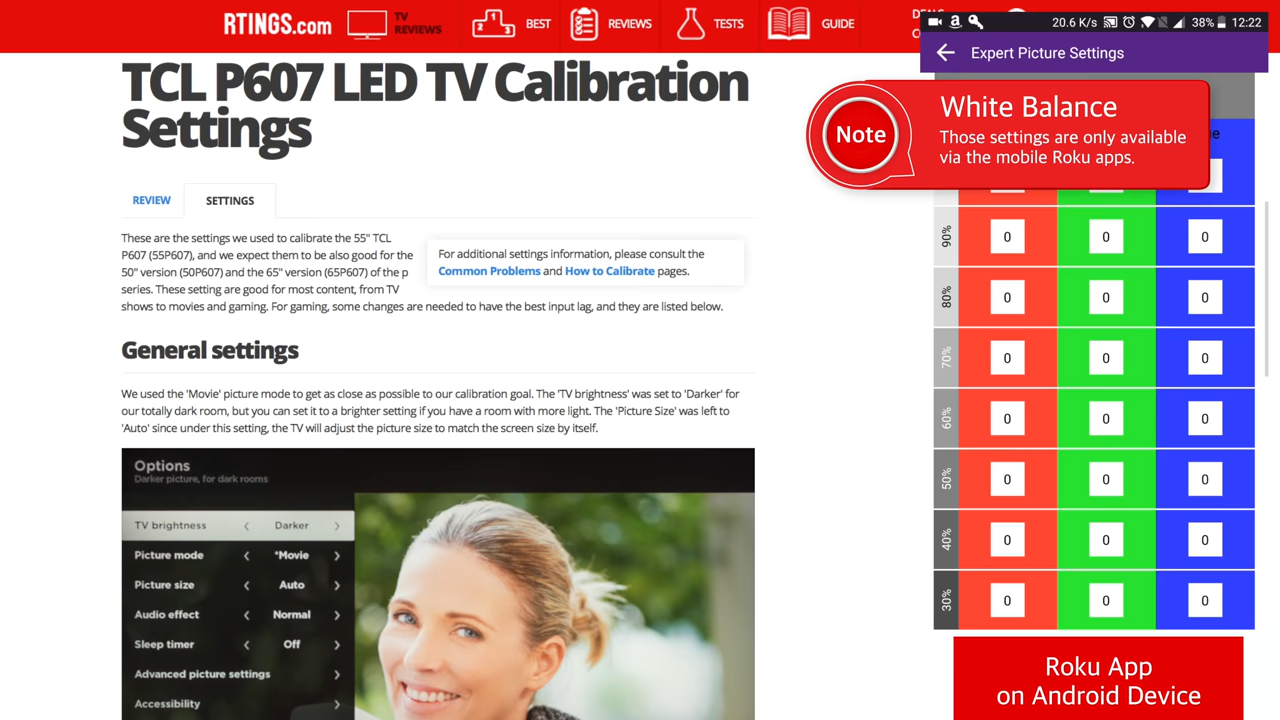 RTINGS.com
TV
REVIEWS
BEST
REVIEWS
TESTS
GUIDE
20.6 K/s
38%
12:22
Expert Picture Settings
TCL P607 LED TV Calibration
Settings
Note
White Balance
Those settings are only available
via the mobile Roku apps.
REVIEW
SETTINGS
These are the settings we used to calibrate the 55" TCL
P607 (55P607), and we expect them to be also good for the
50" version (50P607) and the 65" version (65P607) of the p
series. These setting are good for most content, from TV
shows to movies and gaming. For gaming, some changes are needed to have the best input lag, and they are listed below.
For additional settings information, please consult the
Common Problems and How to Calibrate pages.
General settings
We used the 'Movie' picture mode to get as close as possible to our calibration goal. The 'TV brightness' was set to 'Darker' for
our totally dark room, but you can set it to a brighter setting if you have a room with more light. The 'Picture Size' was left to
'Auto' since under this setting, the TV will adjust the picture size to match the screen size by itself.
Options
Darker picture, for dark rooms
TV brightness < Darker >
Picture mode < *Movie >
Picture size < Auto >
Audio effect < Normal >
Sleep timer < Off >
Advanced picture settings
Accessibility
90% 0 0 0
80% 0 0 0
70% 0 0 0
60% 0 0 0
50% 0 0 0
40% 0 0 0
30% 0 0 0
Roku App
on Android Device